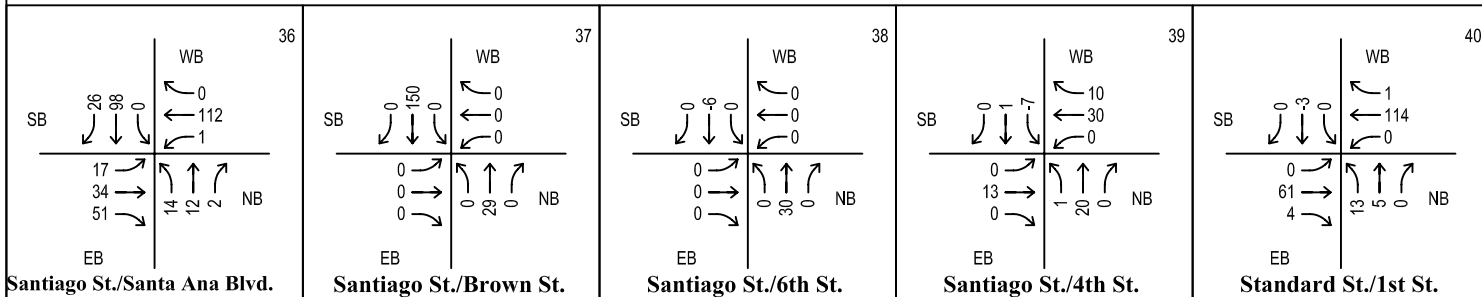 36
WB
26 98 0
0
112
1
SB
17
34
51
14 12 2
NB
EB
Santiago St./Santa Ana Blvd.
37
WB
0 150 0
0
0
0
SB
0
0
0
0 29 0
NB
EB
Santiago St./Brown St.
38
WB
0 -6 0
0
0
0
SB
0
0
0
0 30 0
NB
EB
Santiago St./6th St.
39
WB
0 1 -7
10
30
0
SB
0
13
0
1 20 0
NB
EB
Santiago St./4th St.
40
WB
0 -3 0
1
114
0
SB
0
61
4
13 5 0
NB
EB
Standard St./1st St.